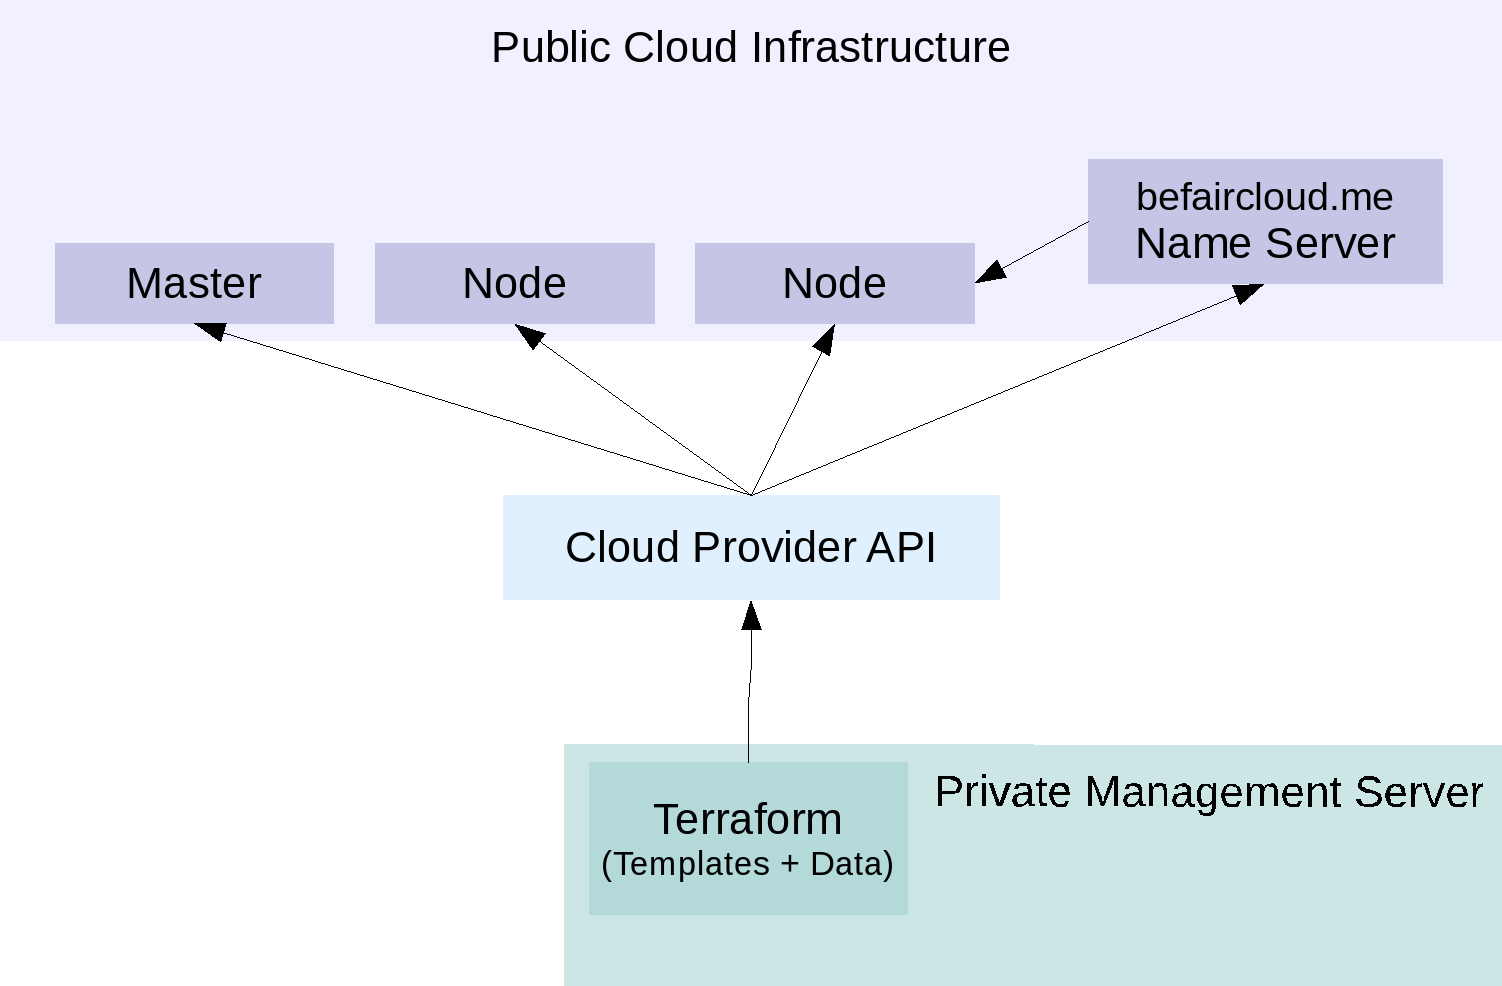 Public Cloud Infrastructure
befaircloud.me
Name Server
Master
Node
Node
Cloud Provider API
Private Management Server
Terraform
(Templates + Data)